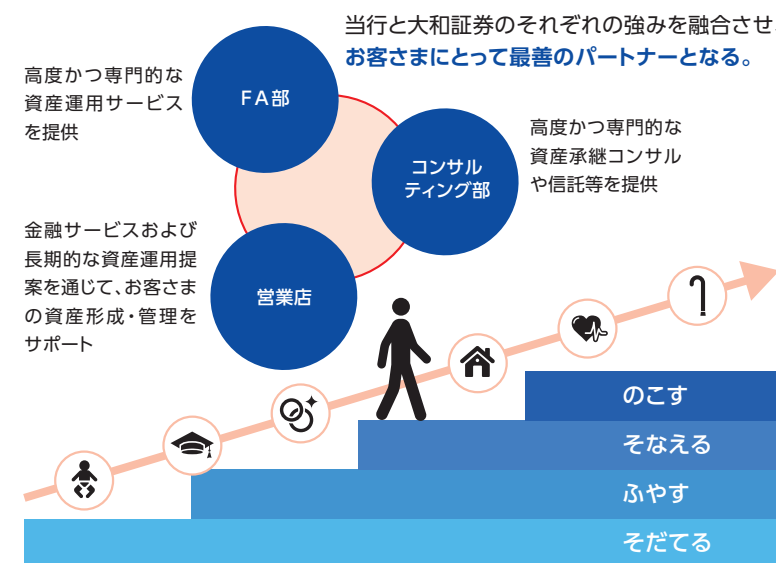 当行と大和証券のそれぞれの強みを融合させ、
お客さまにとって最善のパートナーとなる。
高度かつ専門的な
資産運用サービス
を提供
FA部
コンサル
ティング部
高度かつ専門的な
資産承継コンサル
や信託等を提供
金融サービスおよび
長期的な資産運用提
案を通じて、お客さま
の資産形成・管理を
サポート
営業店
のこす
そなえる
ふやす
そだてる